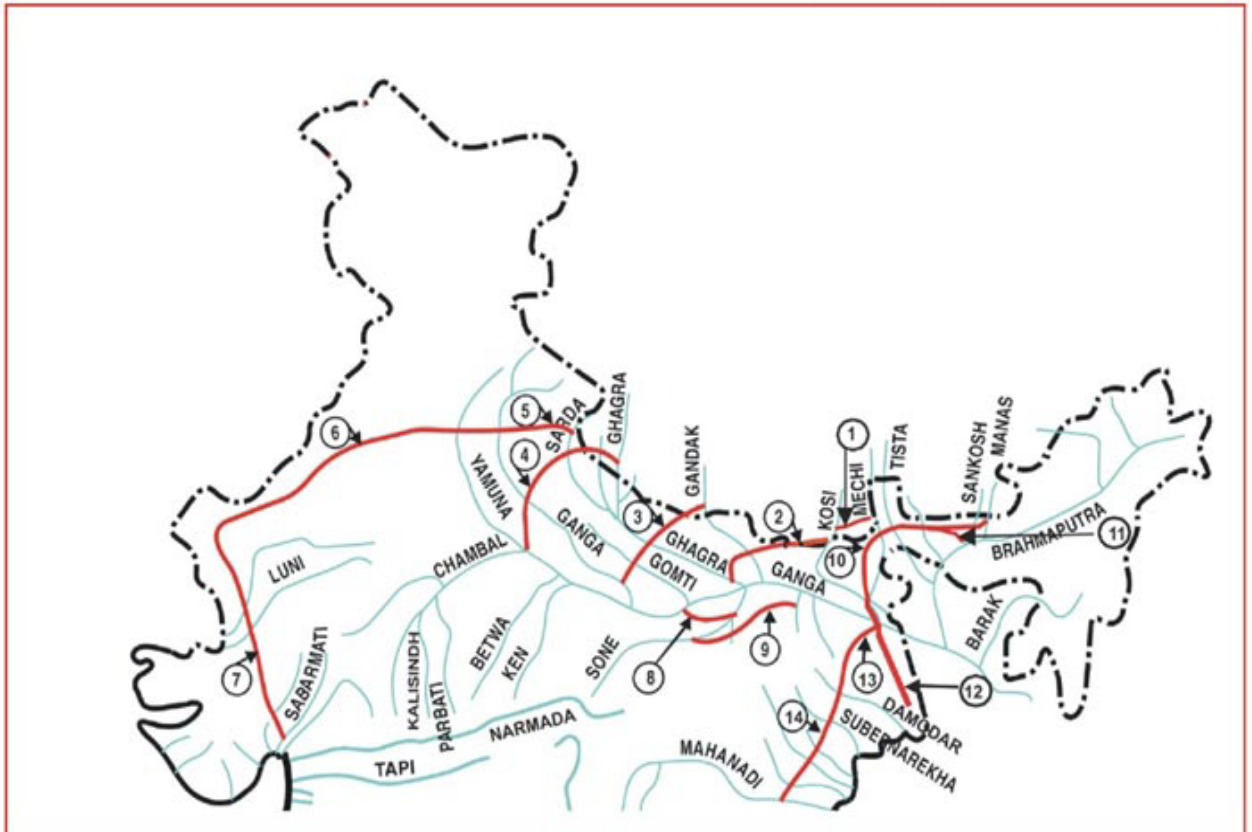 1
MECHI
TISTA
SANKOSH
MANAS
KOSI
5
SARDA
GHAGRA
6
4
YAMUNA
GANDAK
3
2
GANGA
GHAGRA
GOMTI
GANGA
10
11
BRAHMAPUTRA
LUNI
CHAMBAL
BARAK
7
SABARMATI
KALISINDH
PARBATI
BETWA
KEN
SONE
8
9
13
12
14
DAMODAR
SUBERNAREKHA
NARMADA
TAPI
MAHANADI